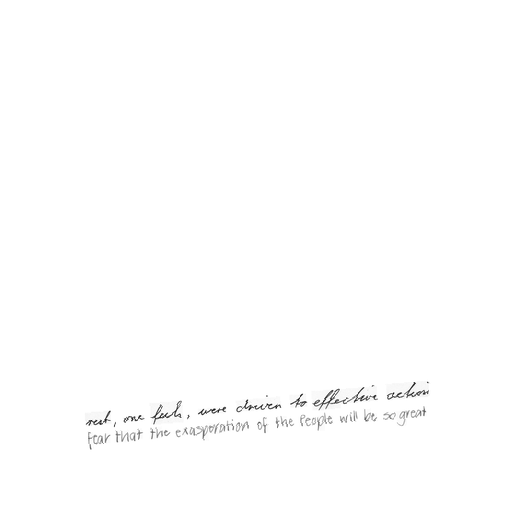 rest, one feels, were driven to effective action
fear that the exasperation of the People will be so great